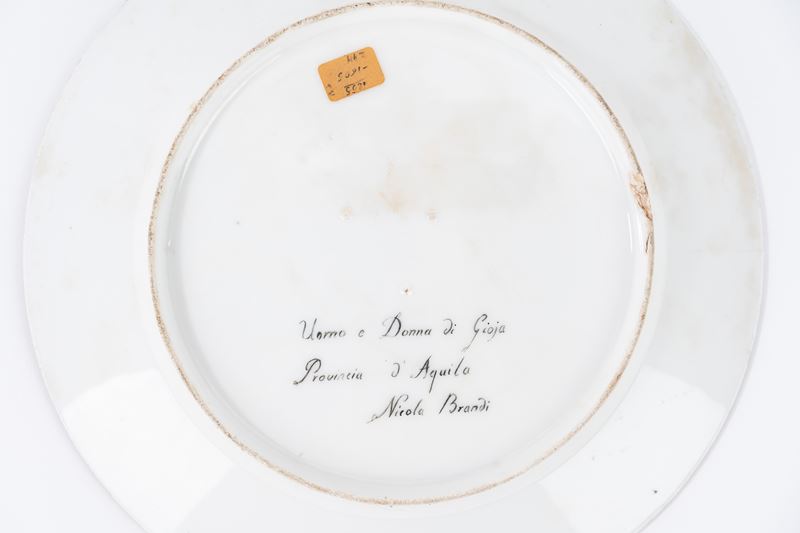 Uomo e Donna di Gioja
Provincia d'Aquila
Nicola Brandi